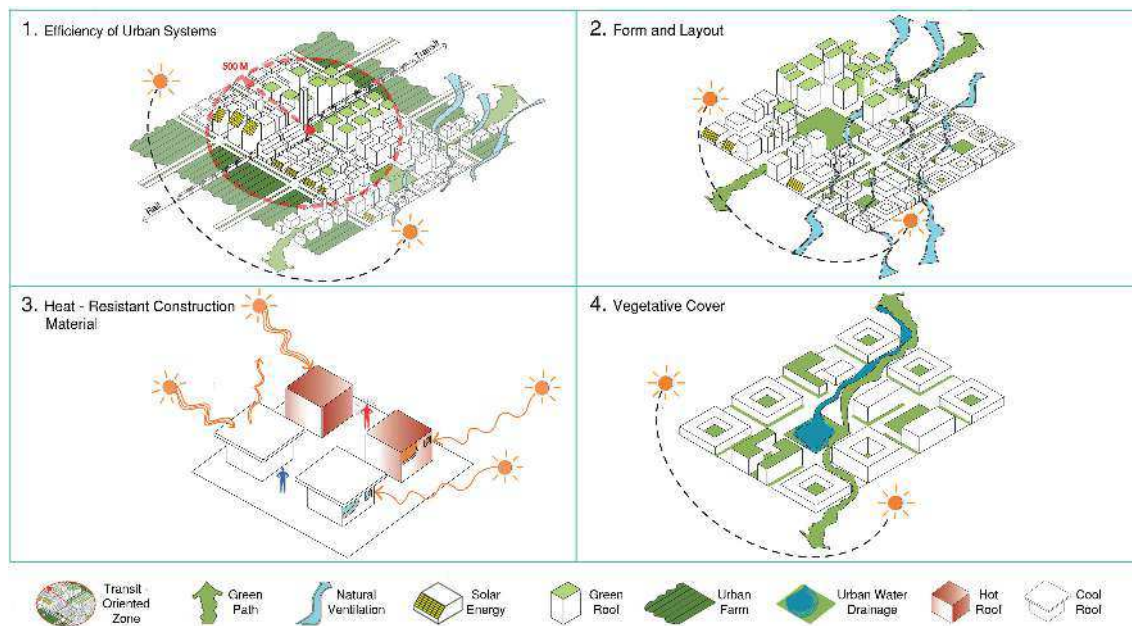 1. Efficiency of Urban Systems
500 M
Transit
Rail
2. Form and Layout
3. Heat - Resistant Construction
Material
4. Vegetative Cover
Transit
Oriented
Zone
Green
Path
Natural
Ventilation
Solar
Energy
Green
Roof
Urban
Farm
Urban Water
Drainage
Hot
Roof
Cool
Roof